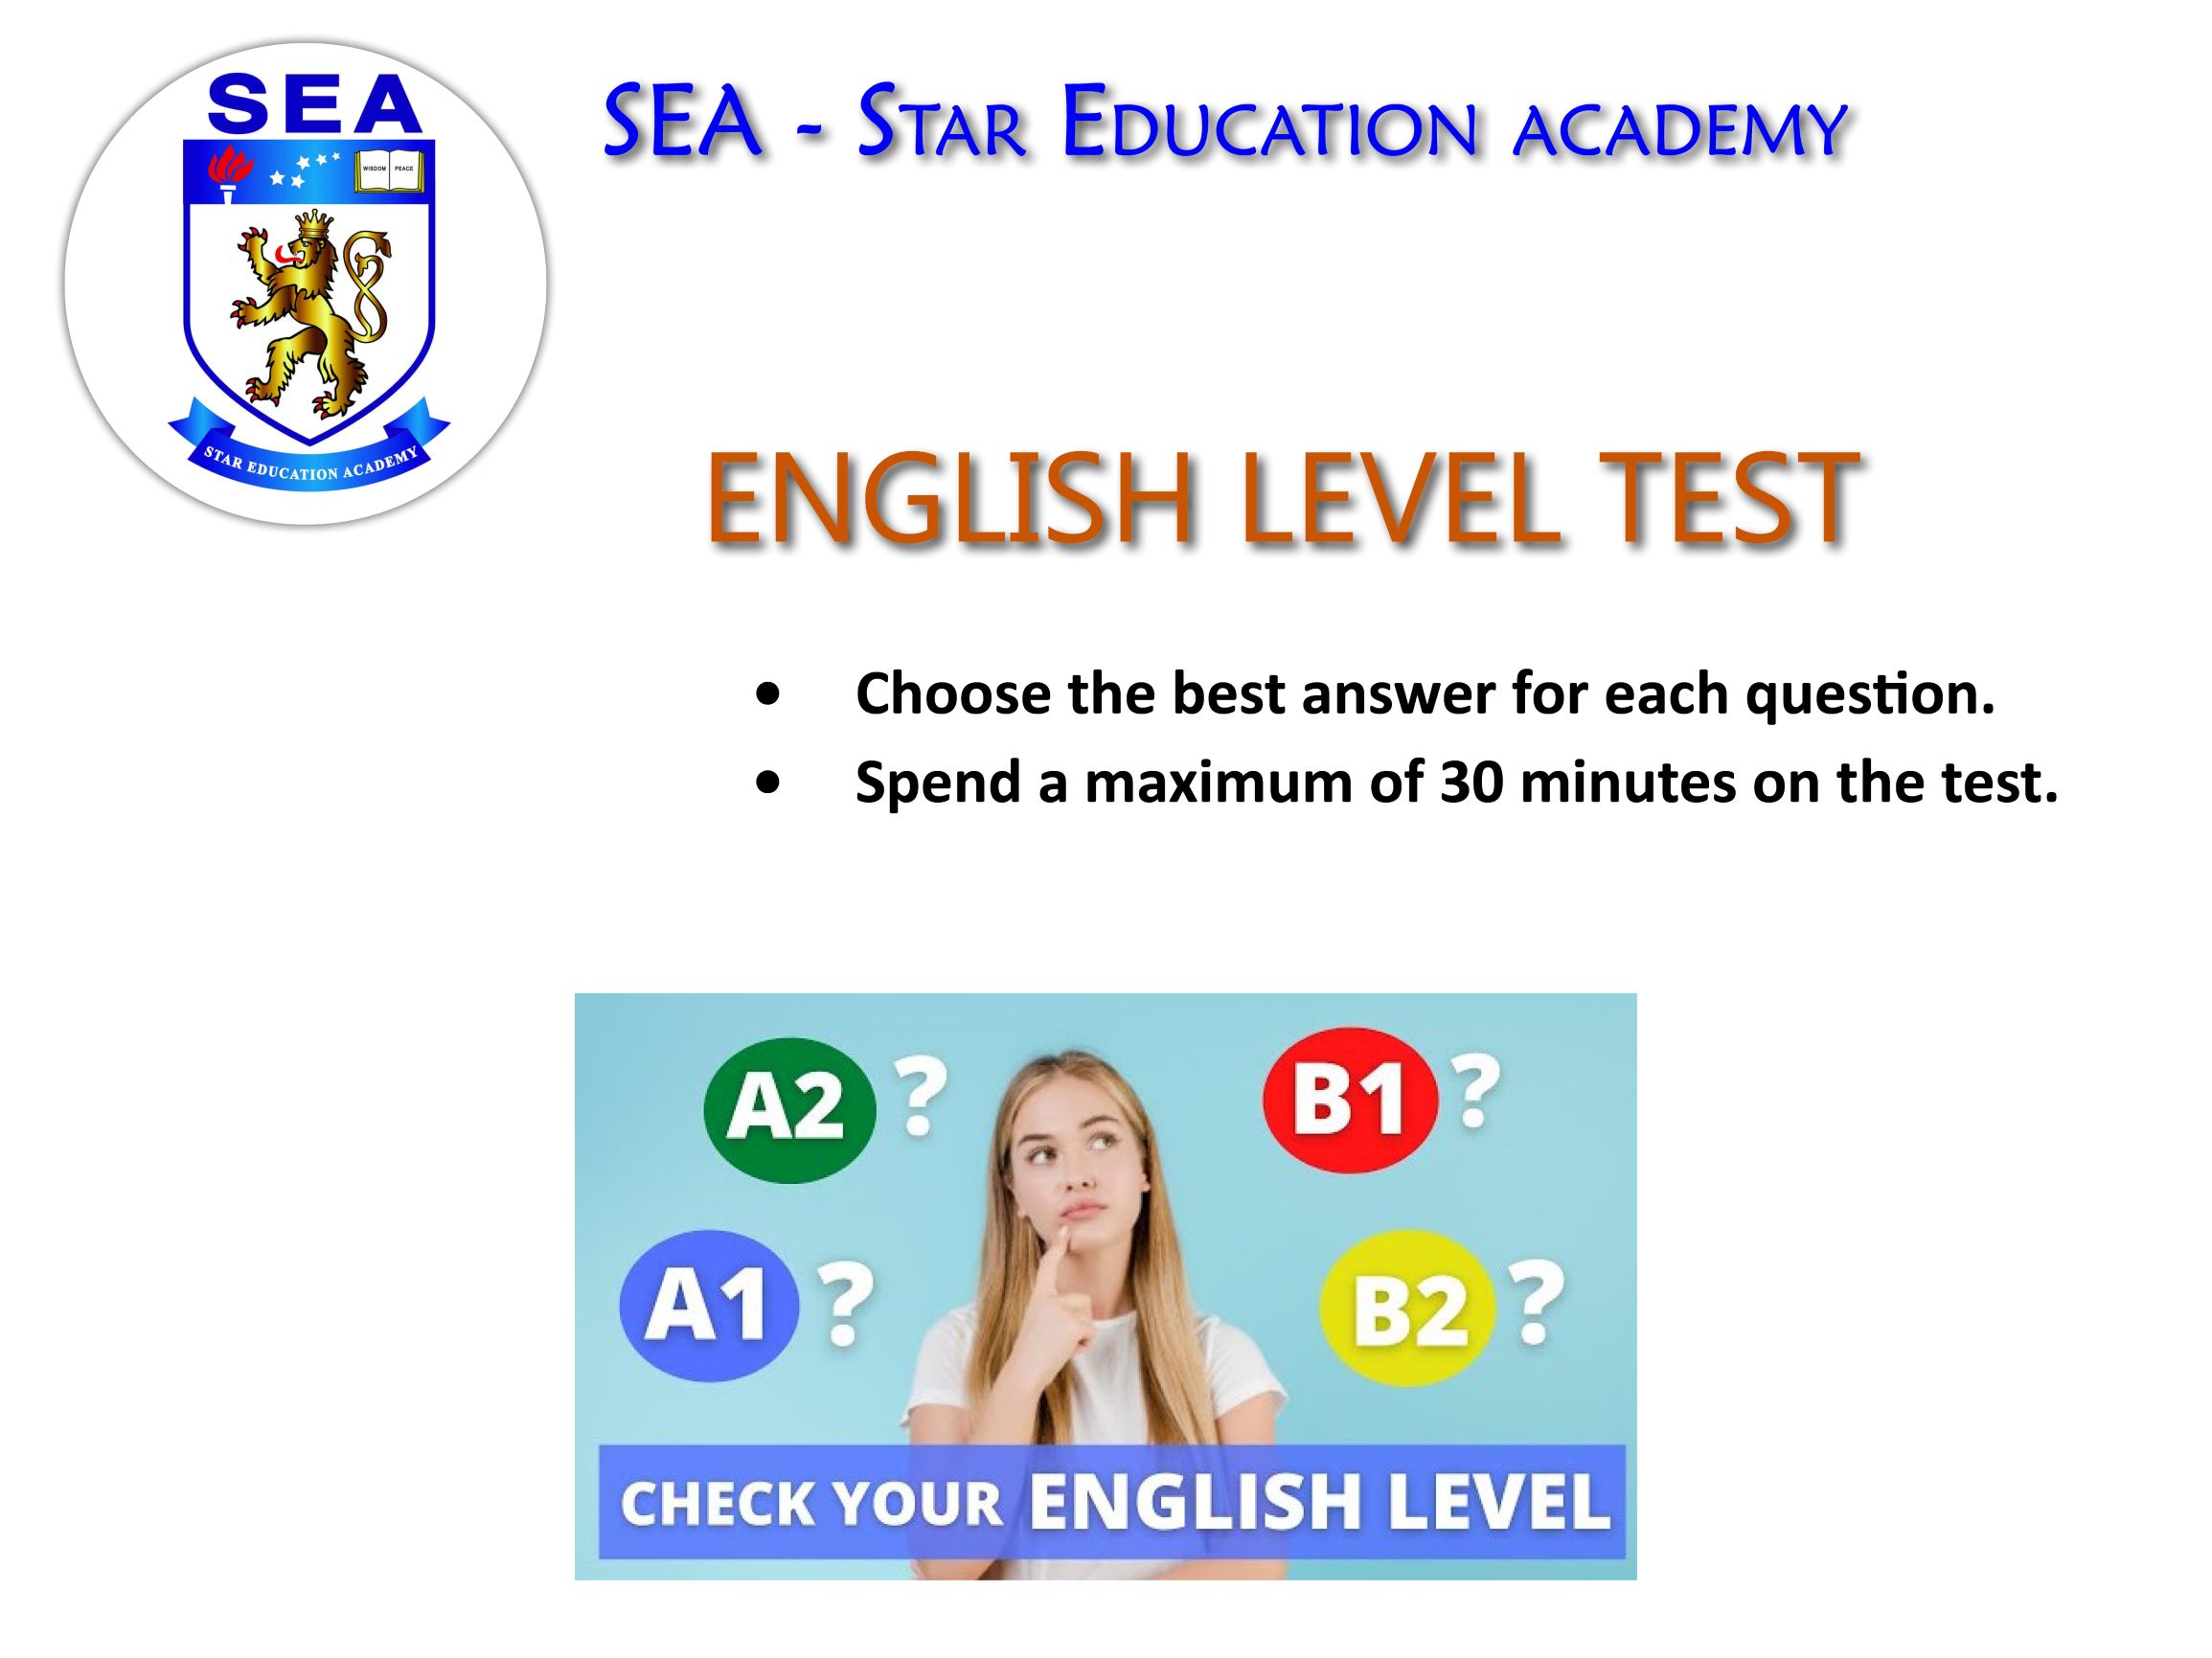 SEA
WISDOM PEACE
STAR EDUCATION ACADEMY
SEA - STAR EDUCATION ACADEMY
ENGLISH LEVEL TEST
• Choose the best answer for each question.
• Spend a maximum of 30 minutes on the test.
A2 ? B1 ?
A1 ? B2 ?
CHECK YOUR ENGLISH LEVEL